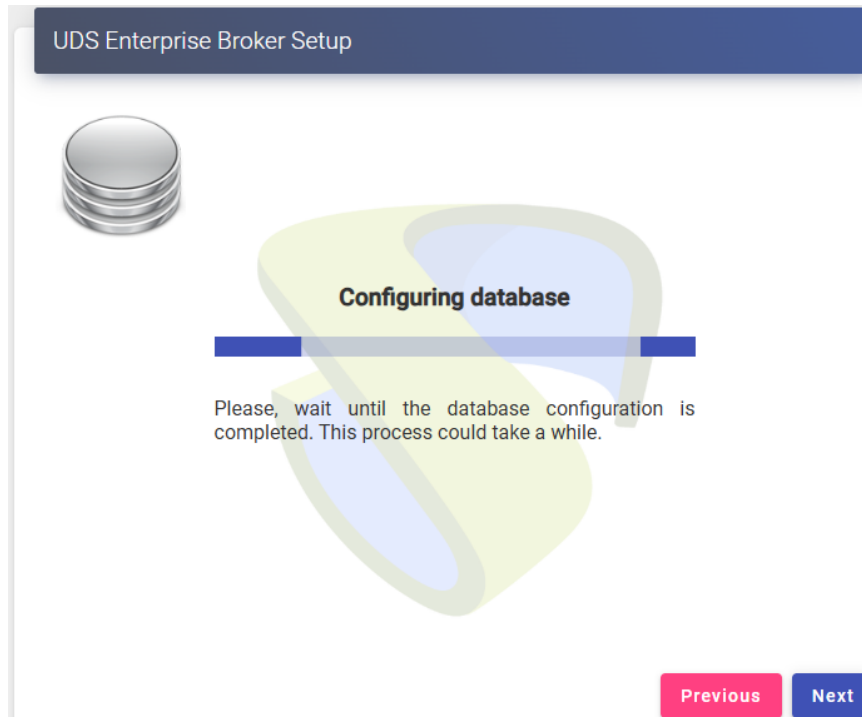 UDS Enterprise Broker Setup
Configuring database
Please, wait until the database configuration is
completed. This process could take a while.
Previous
Next